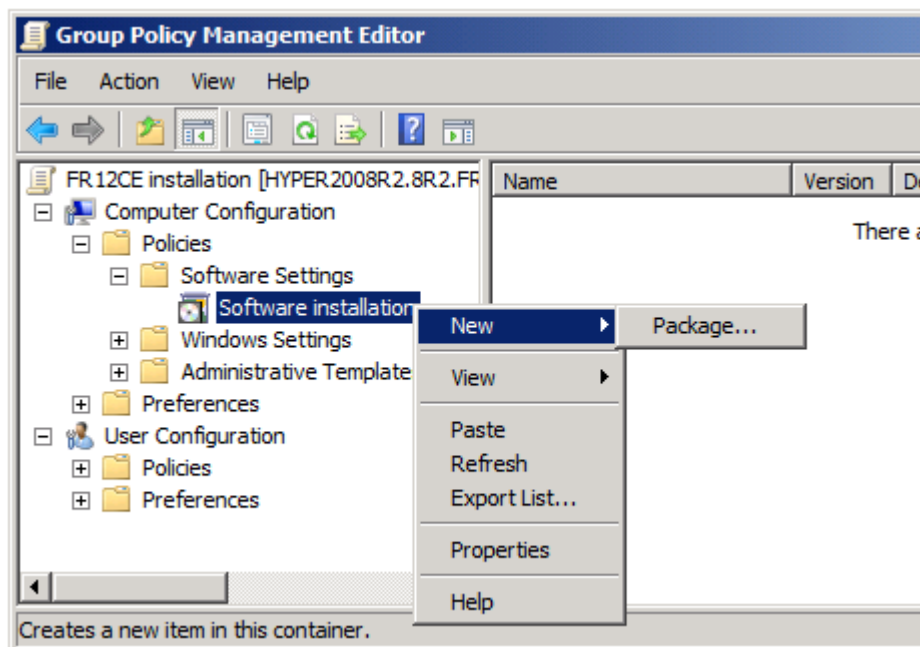 Group Policy Management Editor
File Action View Help
FR12CE installation [HYPER2008R2.8R2.FR
Name Version
Computer Configuration
There
Policies
Software Settings
Software installation
New
Package...
Windows Settings
Administrative Template
View
Preferences
User Configuration
Paste
Policies
Refresh
Preferences
Export List...
Properties
Help
Creates a new item in this container.